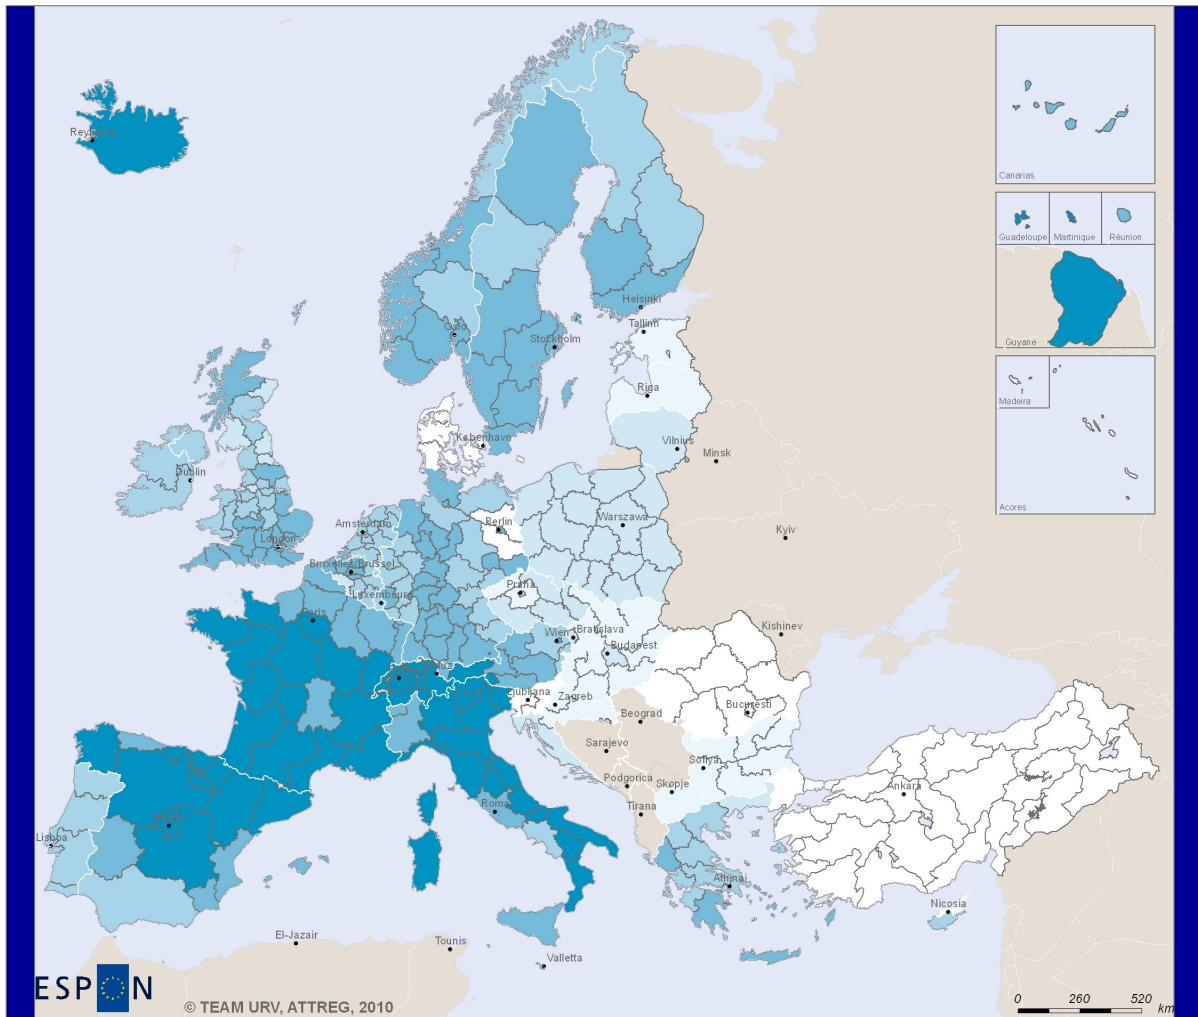 Reykjavik
Canarias
Guadeloupe
Martinique
Réunion
Guyane
Madeira
Acores
Helsinki
Oslo
Tallinn
Stockholm
Riga
København
Vilnius
Minsk
Dublin
Berlin
Warszawa
Amsterdam
London
Kyiv
Bruxelles/Brussel
Praha
Luxembourg
Paris
Kishinev
Wien
Bratislava
Budapest
Vaduz
Ljubljana
Zagreb
Bucuresti
Beograd
Sarajevo
Sofiya
Podgorica
Skopje
Ankara
Tirana
Roma
Madrid
Lisboa
Athinai
Nicosia
El-Jazair
Tounis
Valletta
ESPON
© TEAM URV, ATTREG, 2010
0 260 520
km